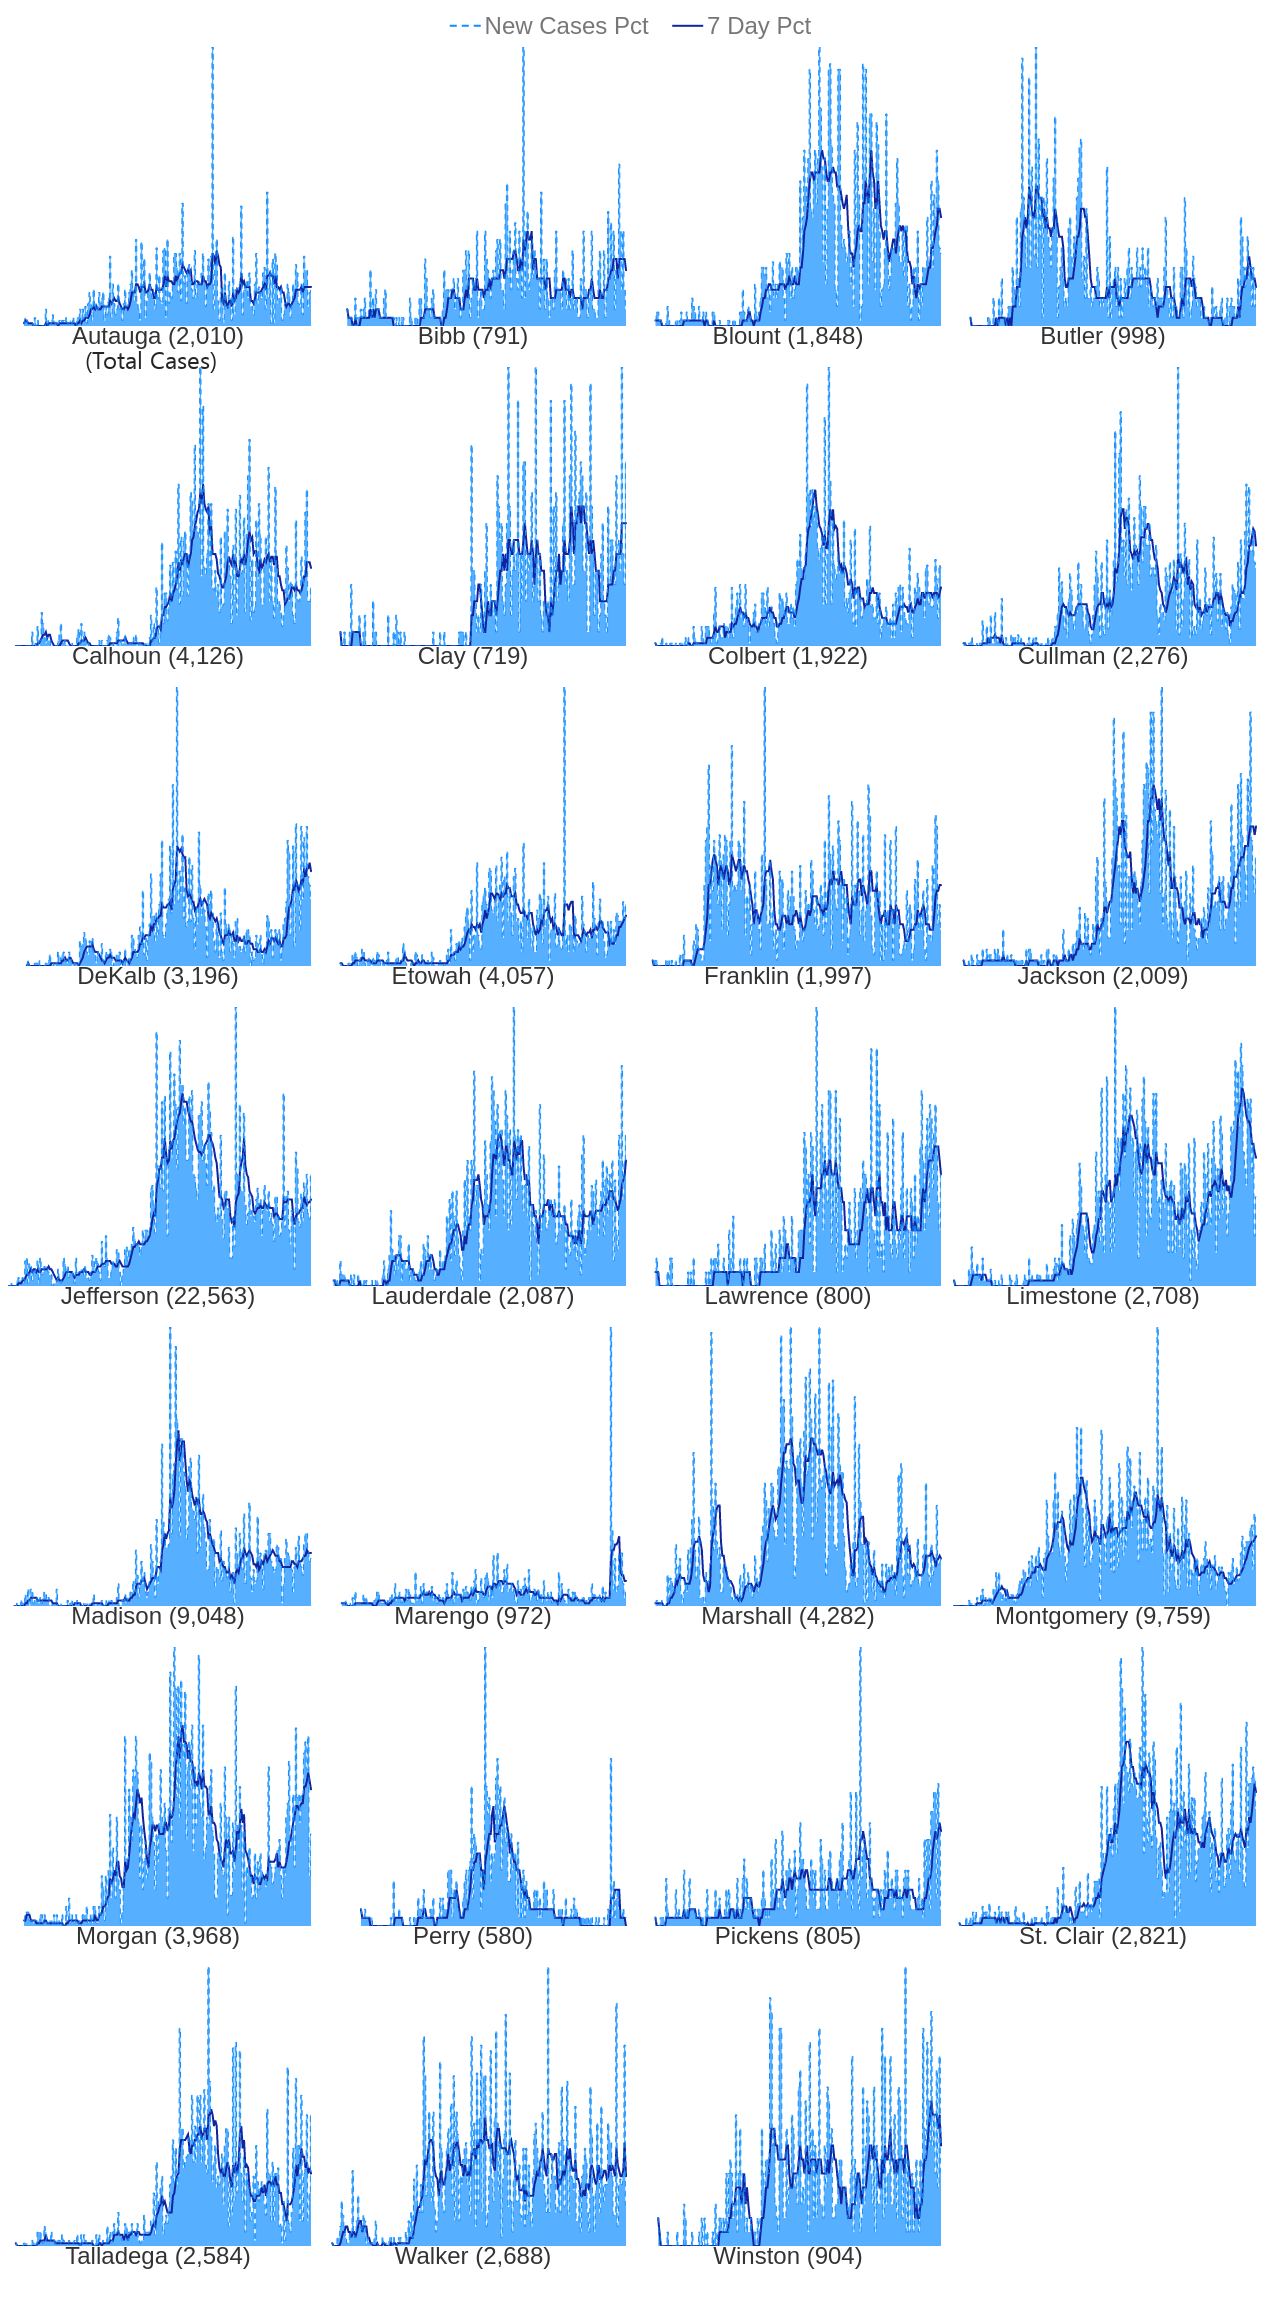 New Cases Pct 7 Day Pct
Autauga (2,010) Bibb (791) Blount (1,848) Butler (998)
(Total Cases)
Calhoun (4,126) Clay (719) Colbert (1,922) Cullman (2,276)
DeKalb (3,196) Etowah (4,057) Franklin (1,997) Jackson (2,009)
Jefferson (22,563) Lauderdale (2,087) Lawrence (800) Limestone (2,708)
Madison (9,048) Marengo (972) Marshall (4,282) Montgomery (9,759)
Morgan (3,968) Perry (580) Pickens (805) St. Clair (2,821)
Talladega (2,584) Walker (2,688) Winston (904)